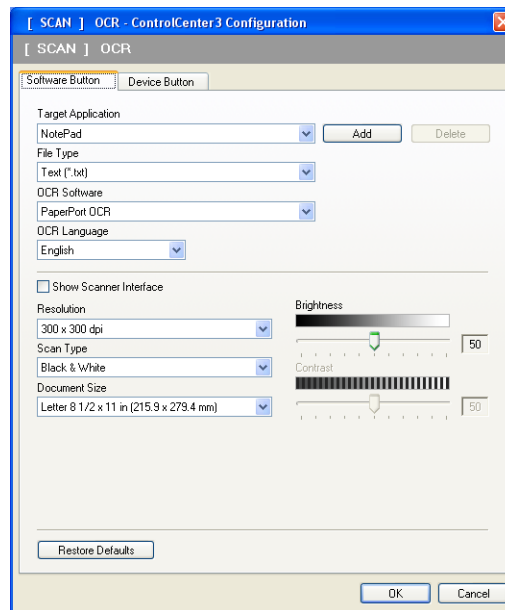 [ SCAN ] OCR - ControlCenter3 Configuration
[ SCAN ] OCR
Software Button Device Button
Target Application
NotePad Add Delete
File Type
Text (*.txt)
OCR Software
PaperPort OCR
OCR Language
English
Show Scanner Interface
Resolution Brightness
300 x 300 dpi 50
Scan Type Contrast
Black & White
Document Size
Letter 8 1/2 x 11 in (215.9 x 279.4 mm) 50
Restore Defaults
OK Cancel